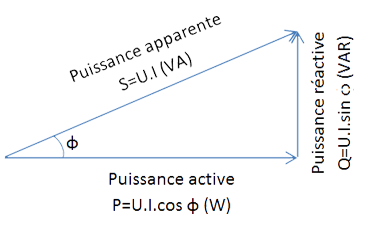 Puissance apparente
S=U.I (VA)
ϕ
Puissance active
P=U.I.cos ϕ (W)
Puissance réactive
Q=U.I.sin φ (VAR)